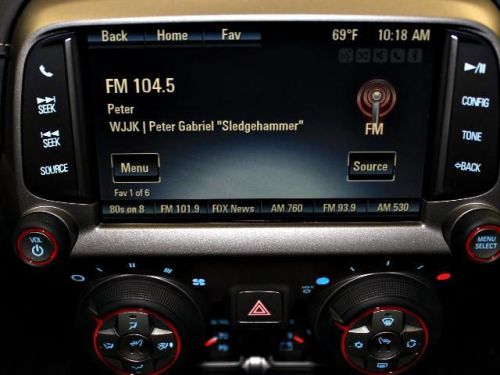 Back Home Fav 69°F 10:18 AM
FM 104.5
Peter
WJJK | Peter Gabriel "Sledgehammer"
FM
Menu
Source
Fav 1 of 6
80s on 8 FM 101.9 FOX News AM 760 FM 93.9 AM 530
SEEK
SEEK
SOURCE
CONFIG
TONE
BACK
VOL
MENU
SELECT